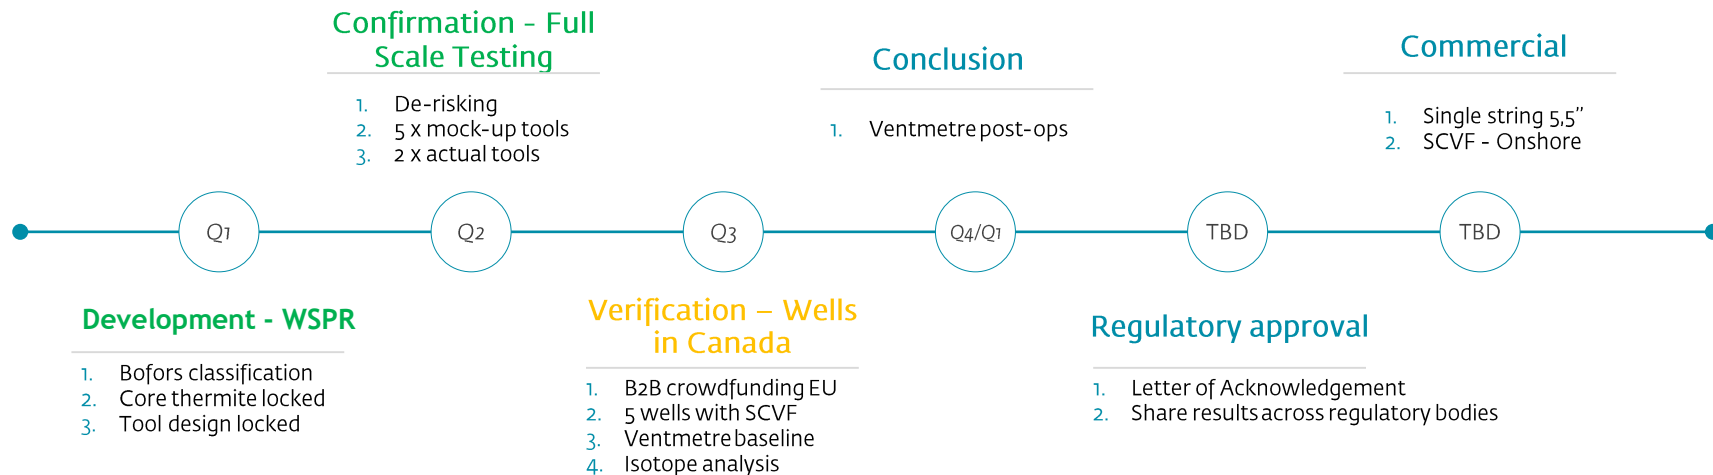 Confirmation - Full
Scale Testing
1. De-risking
2. 5 x mock-up tools
3. 2 x actual tools
Conclusion
1. Ventmetre post-ops
Commercial
1. Single string 5,5”
2. SCVF - Onshore
Q1
Q2
Q3
Q4/Q1
TBD
TBD
Development - WSPR
1. Bofors classification
2. Core thermite locked
3. Tool design locked
Verification – Wells
in Canada
1. B2B crowdfunding EU
2. 5 wells with SCVF
3. Ventmetre baseline
4. Isotope analysis
Regulatory approval
1. Letter of Acknowledgement
2. Share results across regulatory bodies